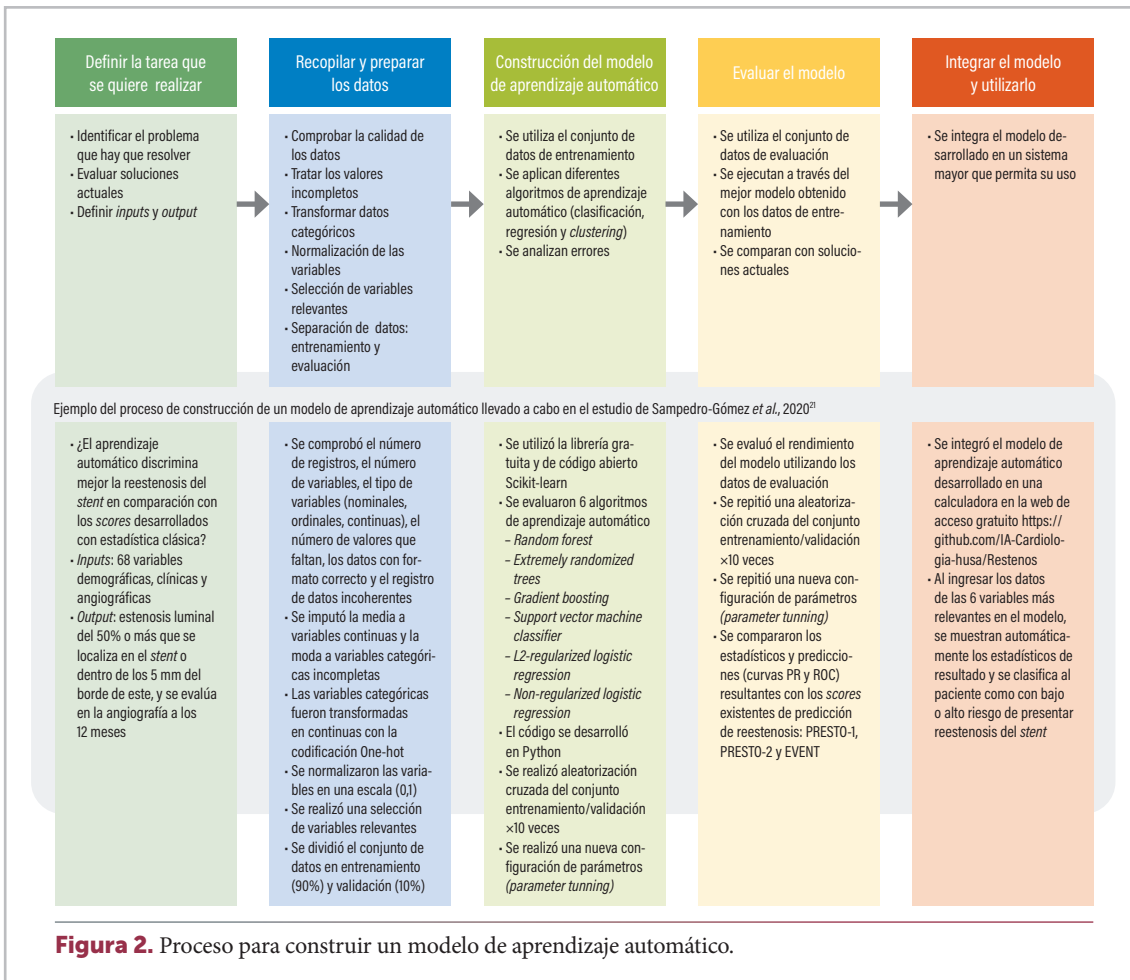 Definir la tarea que
se quiere realizar
Recopilar y preparar
los datos
Construcción del modelo
de aprendizaje automático
Evaluar el modelo
Integrar el modelo
y utilizarlo
• Identificar el problema
que hay que resolver
• Evaluar soluciones
actuales
• Definir inputs y output
• Comprobar la calidad de
los datos
• Tratar los valores
incompletos
• Transformar datos
categóricos
• Normalización de las
variables
• Selección de variables
relevantes
• Separación de datos:
entrenamiento y
evaluación
• Se utiliza el conjunto de
datos de entrenamiento
• Se aplican diferentes
algoritmos de aprendizaje
automático (clasificación,
regresión y clustering)
• Se analizan errores
• Se utiliza el conjunto de
datos de evaluación
• Se ejecutan a través del
mejor modelo obtenido
con los datos de entre-
namiento
• Se comparan con solucio-
nes actuales
• Se integra el modelo de-
sarrollado en un sistema
mayor que permita su uso
Ejemplo del proceso de construcción de un modelo de aprendizaje automático llevado a cabo en el estudio de Sampedro-Gómez et al., 2020²¹
• ¿El aprendizaje
automático discrimina
mejor la reestenosis del
stent en comparación con
los scores desarrollados
con estadística clásica?
• Inputs: 68 variables
demográficas, clínicas y
angiográficas
• Output: estenosis luminal
del 50% o más que se
localiza en el stent o
dentro de los 5 mm del
borde de este, y se evalúa
en la angiografía a los
12 meses
• Se comprobó el número
de registros, el número
de variables, el tipo de
variables (nominales,
ordinales, continuas), el
número de valores que
faltan, los datos con for-
mato correcto y el registro
de datos incoherentes
• Se imputó la media a
variables continuas y la
moda a variables categóri-
cas incompletas
• Las variables categóricas
fueron transformadas
en continuas con la
codificación One-hot
• Se normalizaron las varia-
bles en una escala (0,1)
• Se realizó una selección
de variables relevantes
• Se dividió el conjunto de
datos en entrenamiento
(90%) y validación (10%)
• Se utilizó la librería gra-
tuita y de código abierto
Scikit-learn
• Se evaluaron 6 algoritmos
de aprendizaje automático
– Random forest
– Extremely randomized
trees
– Gradient boosting
– Support vector machine
classifier
– L2-regularized logistic
regression
– Non-regularized logistic
regression
• El código se desarrolló
en Python
• Se realizó aleatorización
cruzada del conjunto
entrenamiento/validación
×10 veces
• Se realizó una nueva con-
figuración de parámetros
(parameter tunning)
• Se evaluó el rendimiento
del modelo utilizando los
datos de evaluación
• Se repitió una aleatoriza-
ción cruzada del conjunto
entrenamiento/validación
×10 veces
• Se repitió una nueva con-
figuración de parámetros
(parameter tunning)
• Se compararon los
estadísticos y prediccio-
nes (curvas PR y ROC)
resultantes con los scores
existentes de predicción
de reestenosis: PRESTO-1,
PRESTO-2 y EVENT
• Se integró el modelo de
aprendizaje automático
desarrollado en una
calculadora en la web de
acceso gratuito https://
github.com/IA-Cardiolo-
gia-husa/Restenos
• Al ingresar los datos
de las 6 variables más
relevantes en el modelo,
se muestran automática-
mente los estadísticos de
resultado y se clasifica al
paciente como con bajo
o alto riesgo de presentar
reestenosis del stent
Figura 2. Proceso para construir un modelo de aprendizaje automático.